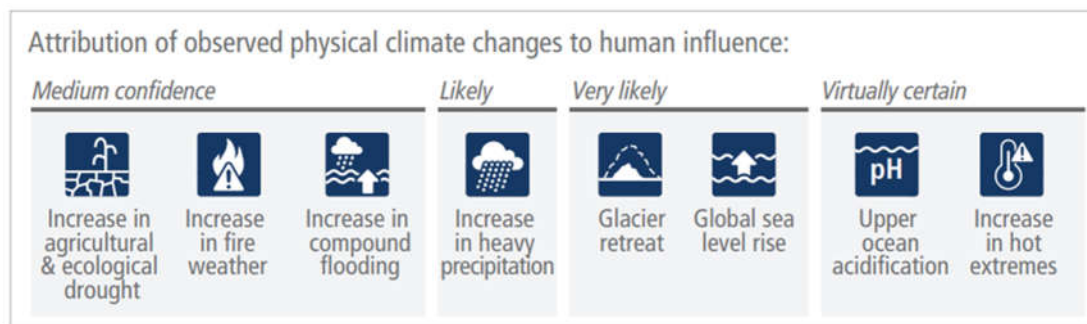 Attribution of observed physical climate changes to human influence:
Medium confidence
Likely
Very likely
Virtually certain
pH
Increase in
agricultural
& ecological
drought
Increase
in fire
weather
Increase in
compound
flooding
Increase
in heavy
precipitation
Glacier
retreat
Global sea
level rise
Upper
ocean
acidification
Increase
in hot
extremes